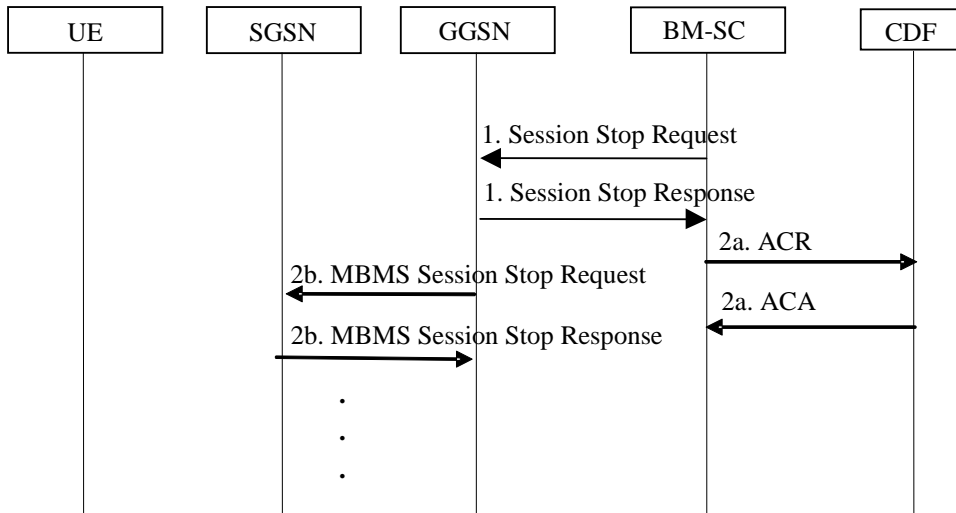 UE
SGSN
GGSN
BM-SC
CDF
1. Session Stop Request
1. Session Stop Response
2a. ACR
2b. MBMS Session Stop Request
2a. ACA
2b. MBMS Session Stop Response
.
.
.